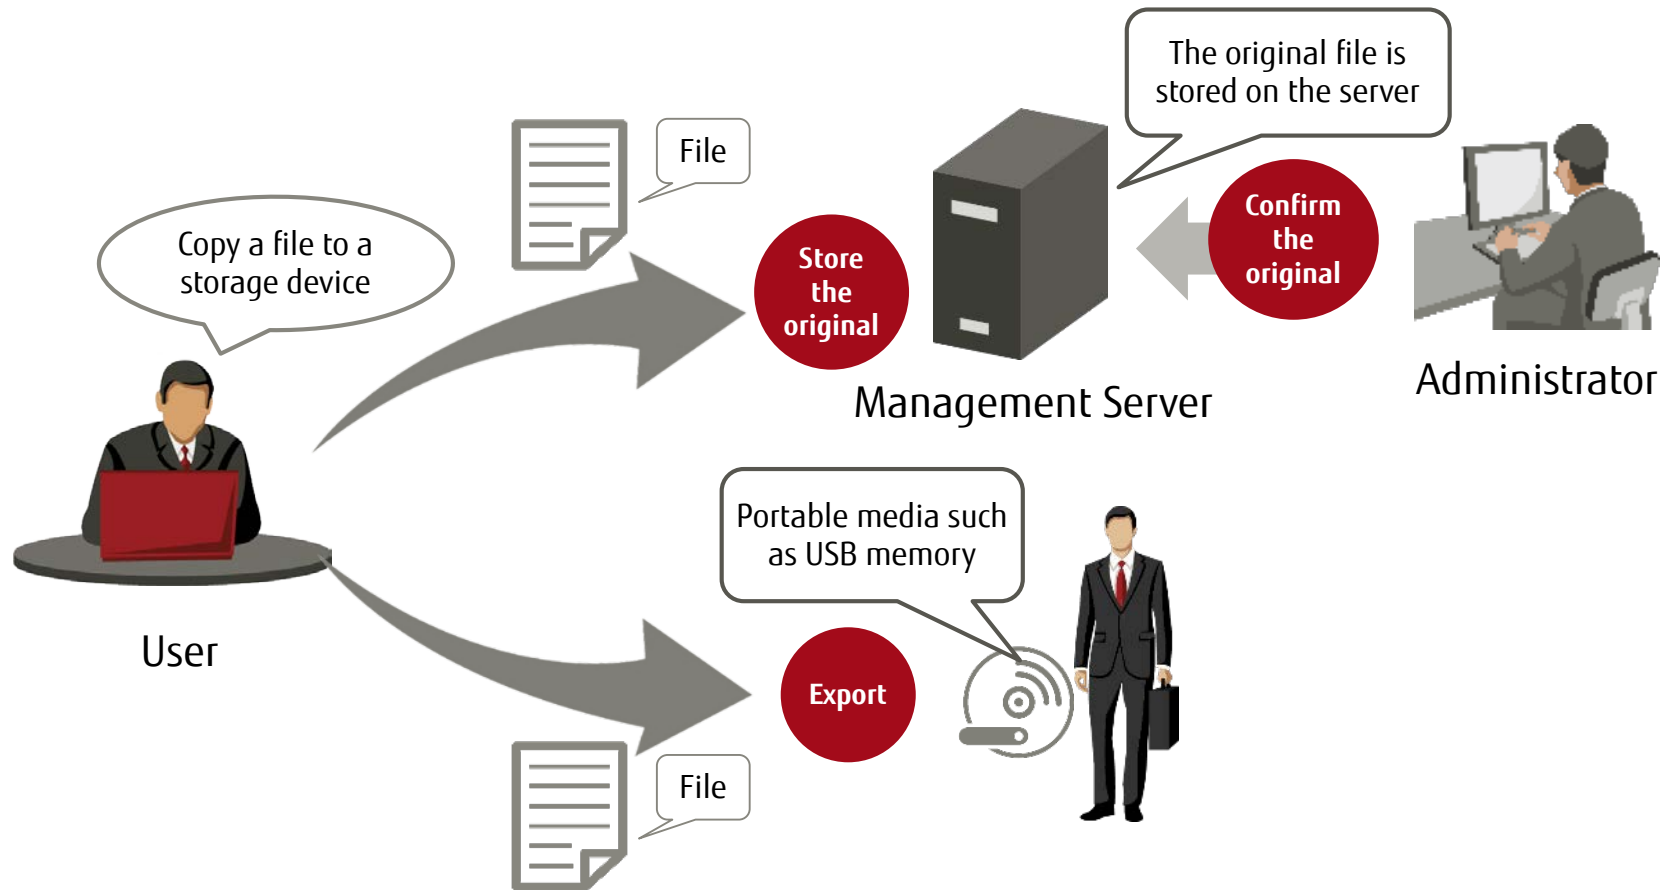 The original file is
stored on the server
File
Copy a file to a
storage device
Store
the
original
Confirm
the
original
Management Server
Administrator
Portable media such
as USB memory
User
Export
File